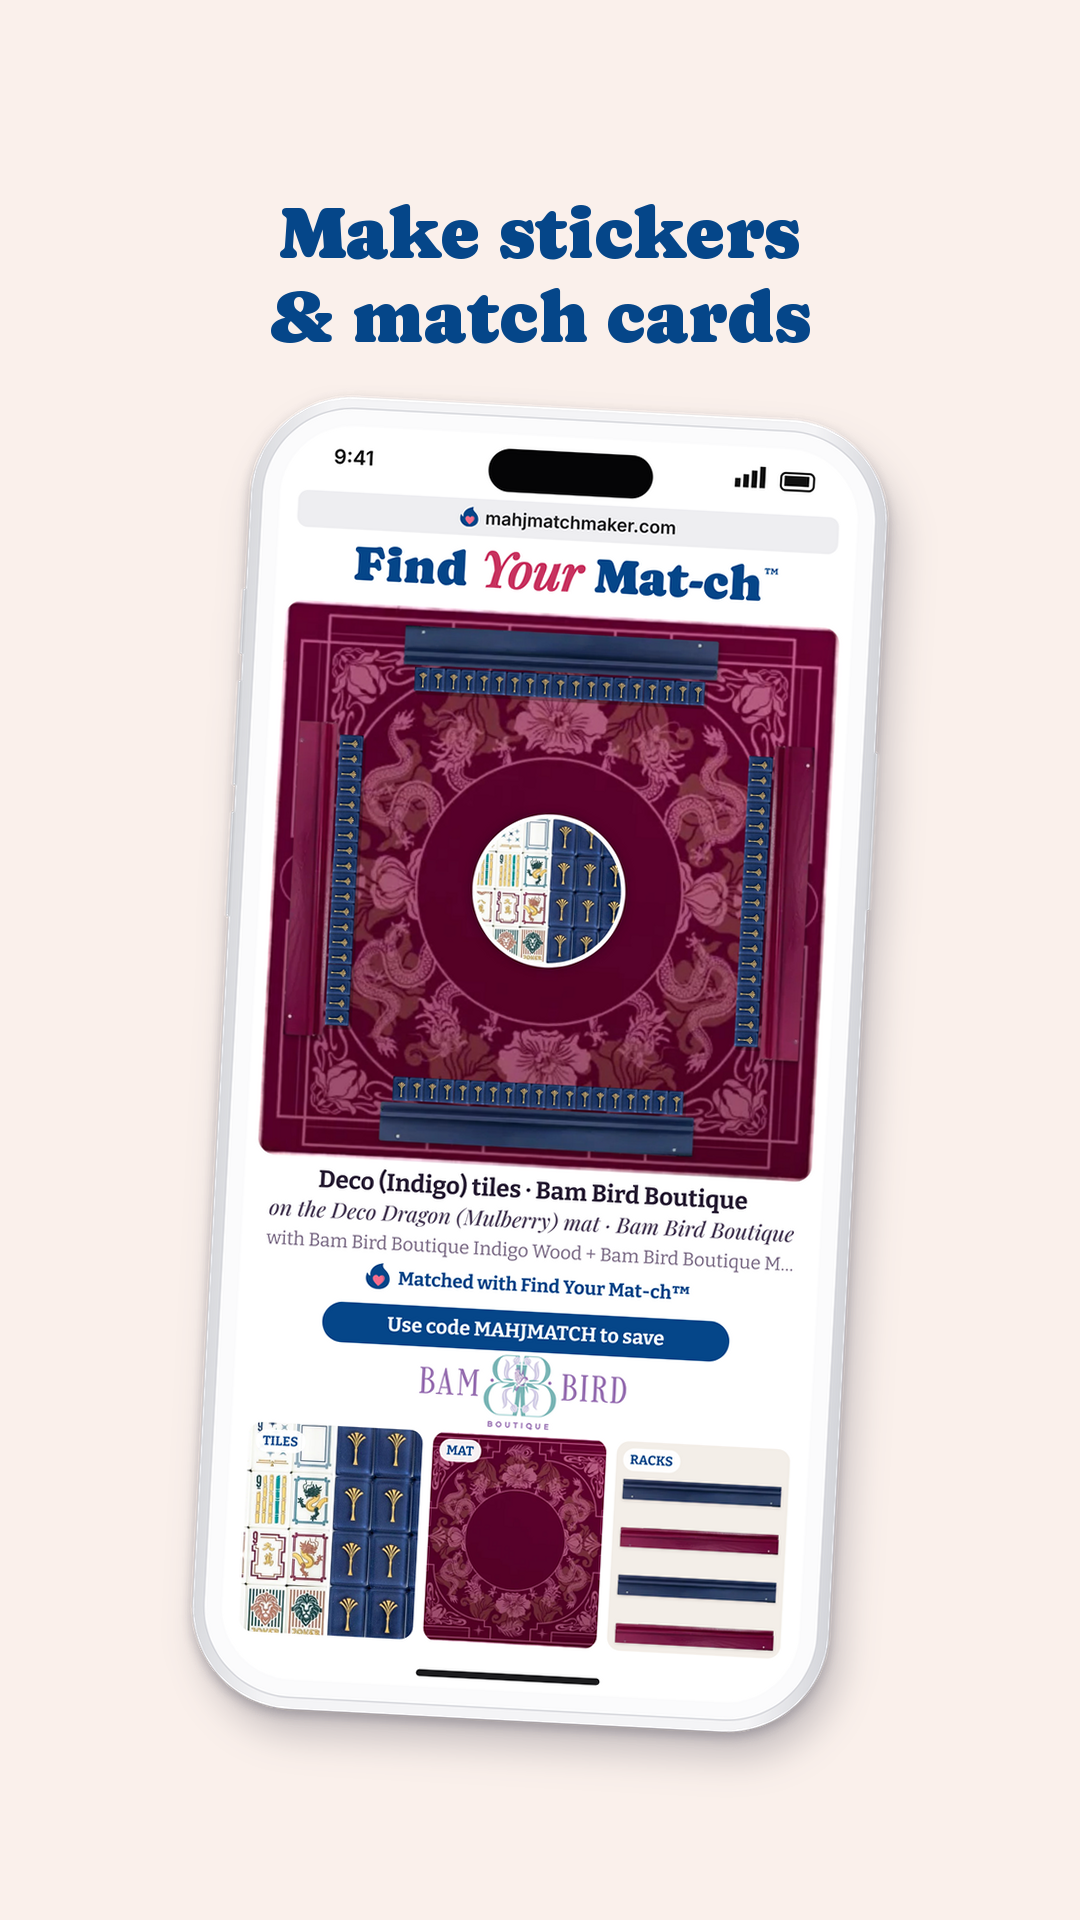 Make stickers
& match cards
9:41
mahjmatchmaker.com
Find Your Mat-ch™
Deco (Indigo) tiles · Bam Bird Boutique
on the Deco Dragon (Mulberry) mat · Bam Bird Boutique
with Bam Bird Boutique Indigo Wood + Bam Bird Boutique M...
Matched with Find Your Mat-ch™
Use code MAHJMATCH to save
BAM BIRD
BOUTIQUE
TILES
MAT
RACKS